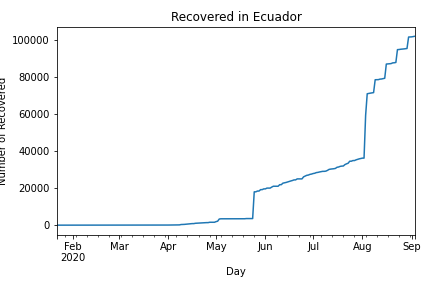 Recovered in Ecuador
Number of Recovered
100000
80000
60000
40000
20000
0
Feb Mar Apr May Jun Jul Aug Sep
2020
Day